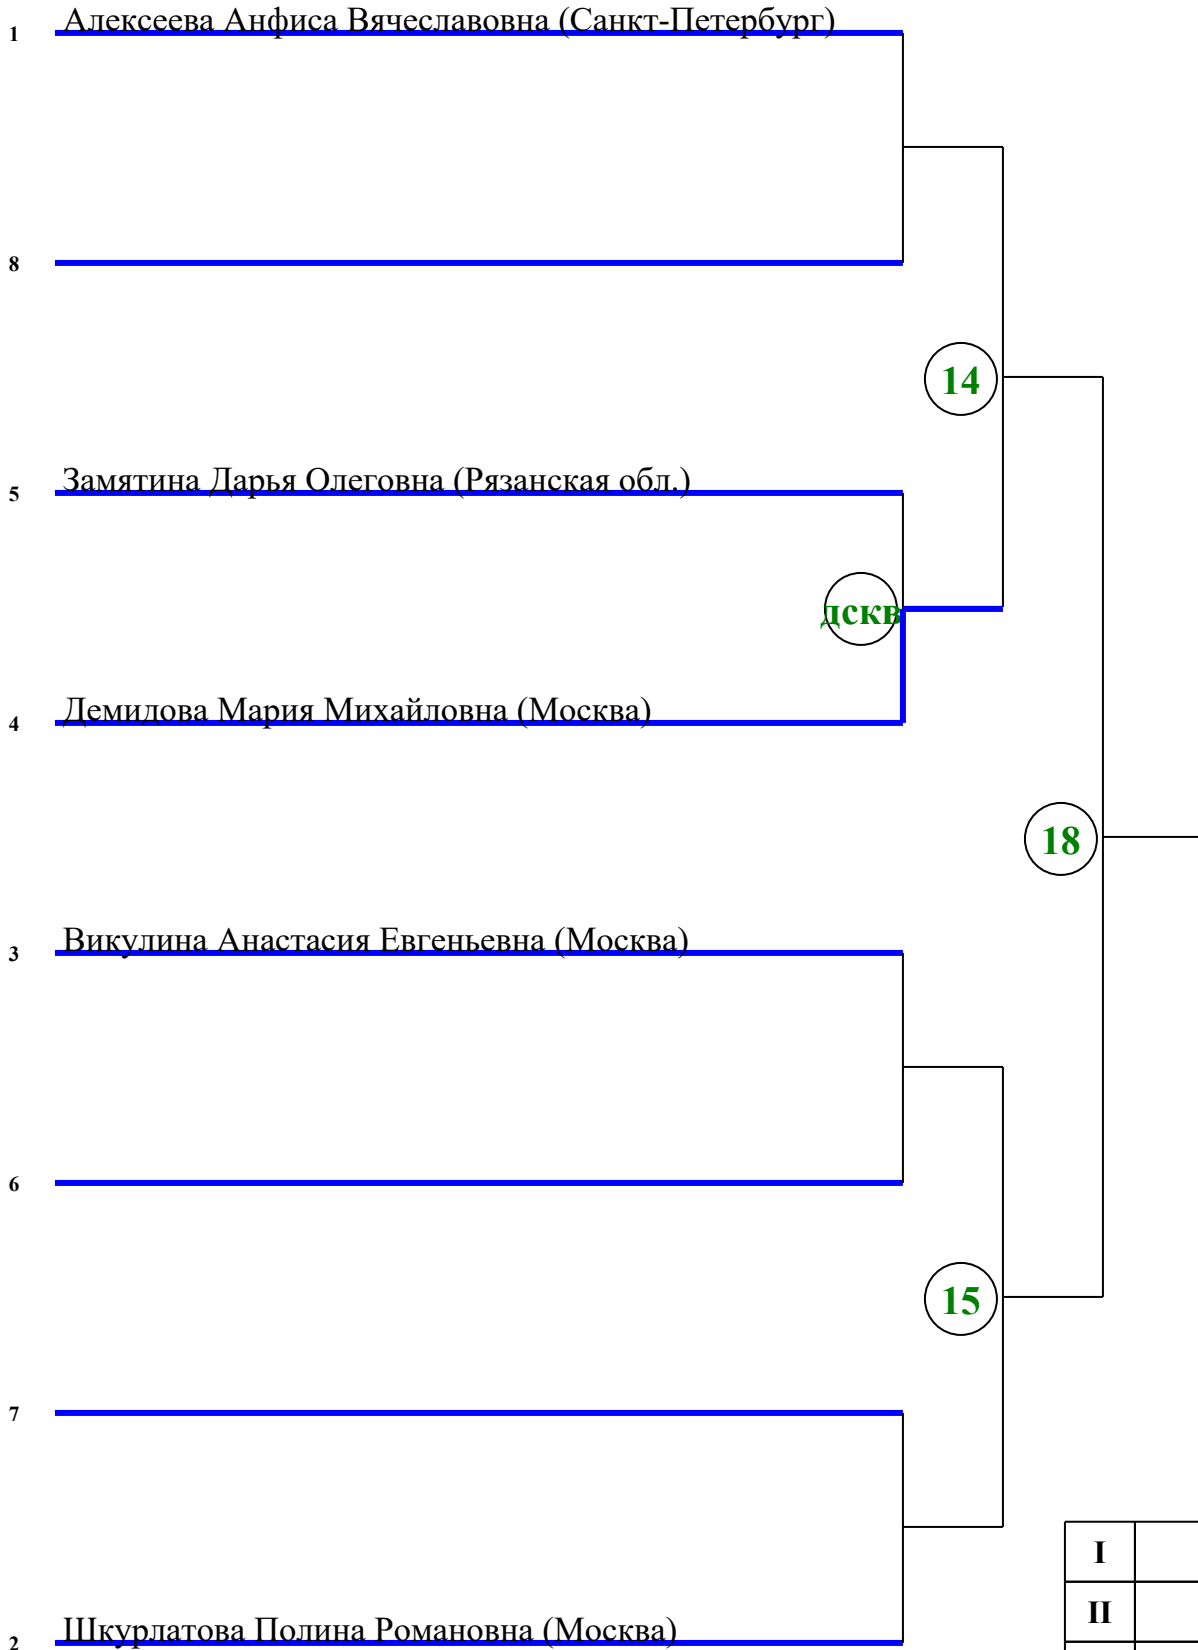 1 Алексеева Анфиса Вячеславовна (Санкт-Петербург)
8
14
5 Замятина Дарья Олеговна (Рязанская обл.)
дскв
4 Демидова Мария Михайловна (Москва)
18
3 Викулина Анастасия Евгеньевна (Москва)
6
15
7
I
II
2 Шкурлатова Полина Романовна (Москва)